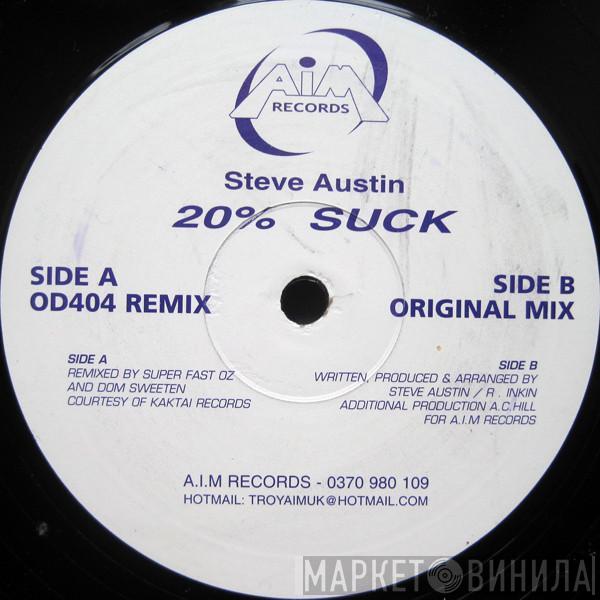 AiM
RECORDS
Steve Austin
20% SUCK
SIDE A
OD404 REMIX
SIDE B
ORIGINAL MIX
SIDE A
REMIXED BY SUPER FAST OZ
AND DOM SWEETEN
COURTESY OF KAKTAI RECORDS
SIDE B
WRITTEN, PRODUCED & ARRANGED BY
STEVE AUSTIN / R . INKIN
ADDITIONAL PRODUCTION A.C.HILL
FOR A.I.M RECORDS
A.I.M RECORDS - 0370 980 109
HOTMAIL: TROYAIMUK@HOTMAIL.COM
МАРКЕТ ВИНИЛА